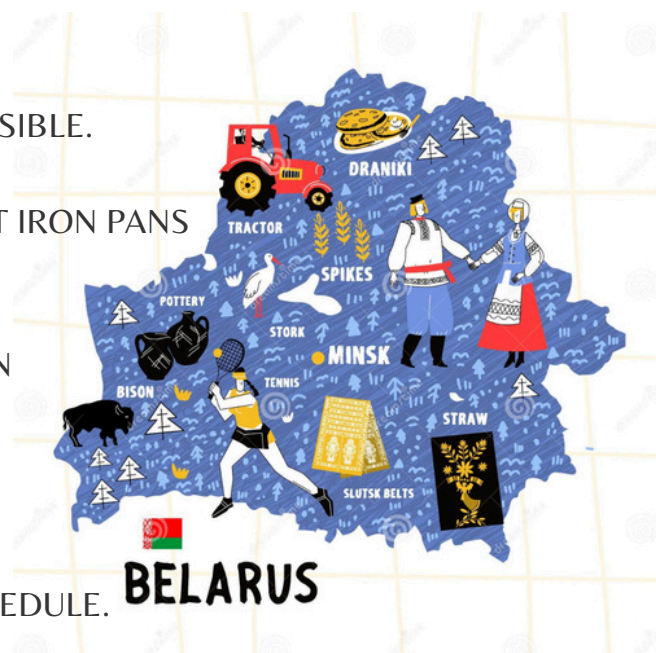 SIBLE.
DRANIKI
T IRON PANS
TRACTOR
SPIKES
POTTERY
STORK
MINSK
N
TENNIS
BISON
STRAW
SLUTSK BELTS
BELARUS
EDULE.